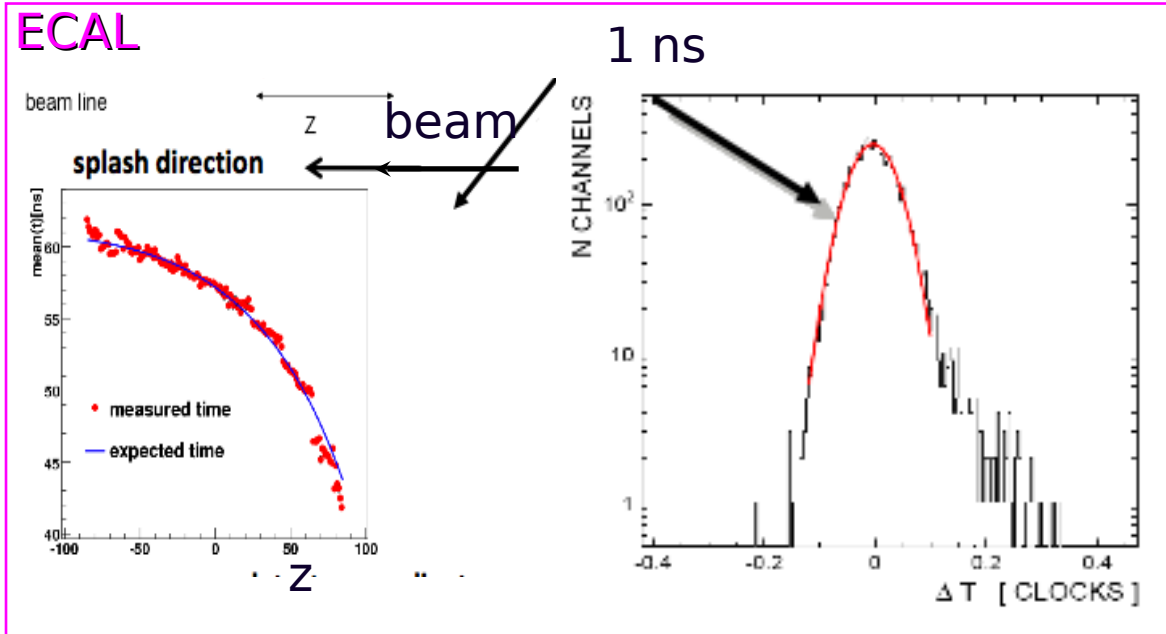 ECAL
1 ns
beam line
Z
beam
splash direction
mean(t)[ns]
60
55
50
45
40
measured time
expected time
-100
-50
0
50
100
Z
N CHANNELS
10²
10
1
-0.4
-0.2
0
0.2
0.4
Δ T [ CLOCKS ]